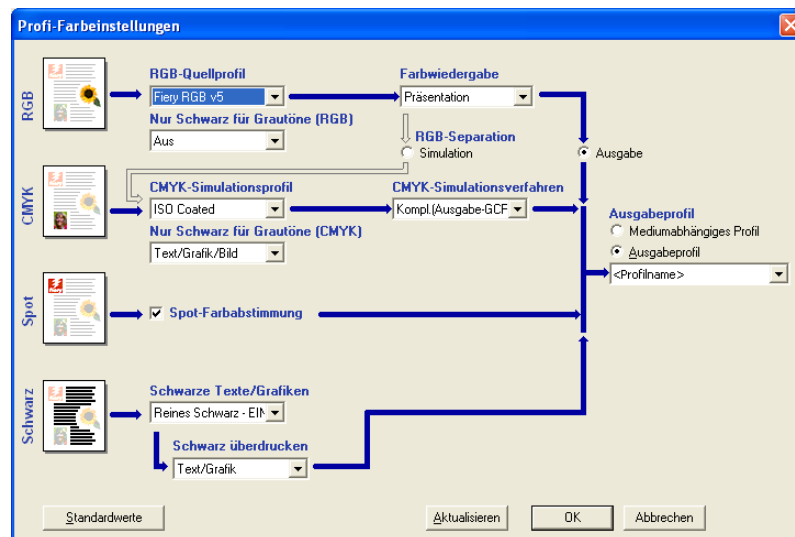 Profi-Farbeinstellungen
RGB
RGB-Quellprofil
Fiery RGB v5
Farbwiedergabe
Präsentation
Nur Schwarz für Grautöne (RGB)
Aus
RGB-Separation
Simulation
Ausgabe
CMYK
CMYK-Simulationsprofil
ISO Coated
CMYK-Simulationsverfahren
Kompl.(Ausgabe-GCF
Nur Schwarz für Grautöne (CMYK)
Text/Grafik/Bild
Ausgabeprofil
Mediumabhängiges Profil
Ausgabeprofil
<Profilname>
Spot
Spot-Farbabstimmung
Schwarz
Schwarze Texte/Grafiken
Reines Schwarz - EIN
Schwarz überdrucken
Text/Grafik
Standardwerte
Aktualisieren
OK
Abbrechen